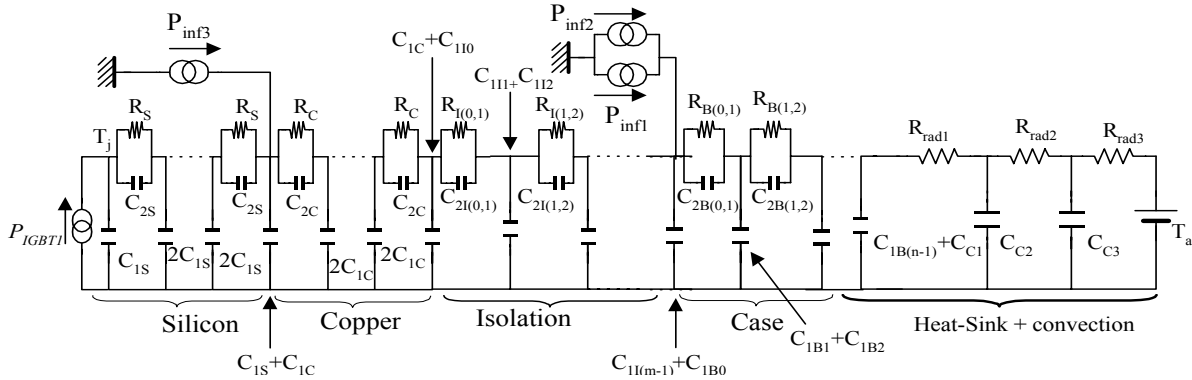 P_inf3
P_inf2
C_1C+C_1I0
C_1I1+C_1I2
P_inf1
R_S
R_S
R_C
R_C
R_I(0,1)
R_I(1,2)
R_B(0,1)
R_B(1,2)
R_rad1
R_rad2
R_rad3
T_j
C_2S
C_2S
C_2C
C_2C
C_2I(0,1)
C_2I(1,2)
C_2B(0,1)
C_2B(1,2)
P_IGBT1
T_a
C_1S
2C_1S
2C_1S
2C_1C
2C_1C
C_1B(n-1)+C_C1
C_C2
C_C3
Silicon
Copper
Isolation
Case
Heat-Sink + convection
C_1S+C_1C
C_1I(m-1)+C_1B0
C_1B1+C_1B2